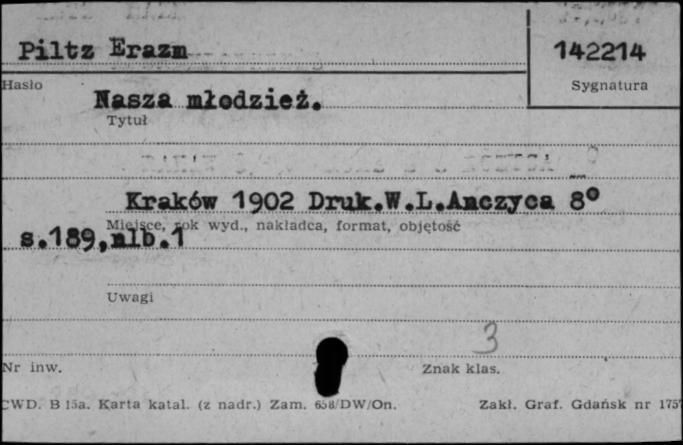 Piltz Erazm
142214
Hasło
Sygnatura
Nasza młodzież.
Tytuł
Kraków 1902 Druk.W.L.Anczyca 8°
Miejsce, rok wyd., nakładca, format, objętość
s.189,nlb.1
Uwagi
3
Nr inw.
Znak klas.
CWD. B 15a. Karta katal. (z nadr.) Zam. 658/DW/On.
Zakł. Graf. Gdańsk nr 1757